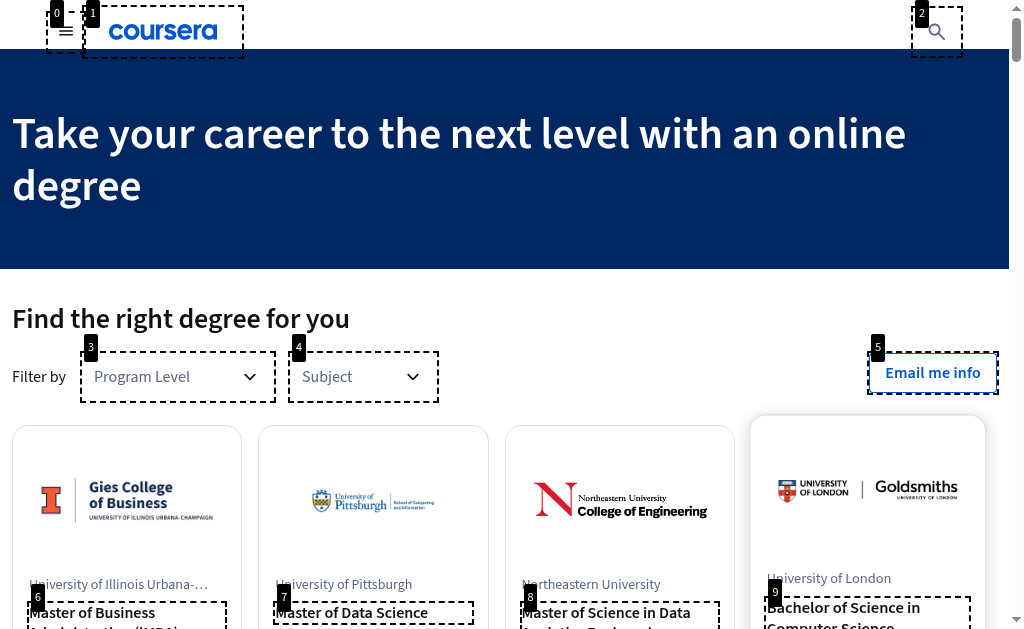 0
1
2
coursera
Take your career to the next level with an online
degree
Find the right degree for you
3
4
5
Filter by
Program Level
Subject
Email me info
Gies College
of Business
UNIVERSITY OF ILLINOIS URBANA-CHAMPAIGN
University of
Pittsburgh
School of Computing
and Information
N
Northeastern University
College of Engineering
UNIVERSITY
OF LONDON
Goldsmiths
UNIVERSITY OF LONDON
University of Illinois Urbana-…
University of Pittsburgh
Northeastern University
University of London
6
7
8
9
Master of Business
Master of Data Science
Master of Science in Data
Bachelor of Science in
Computer Science